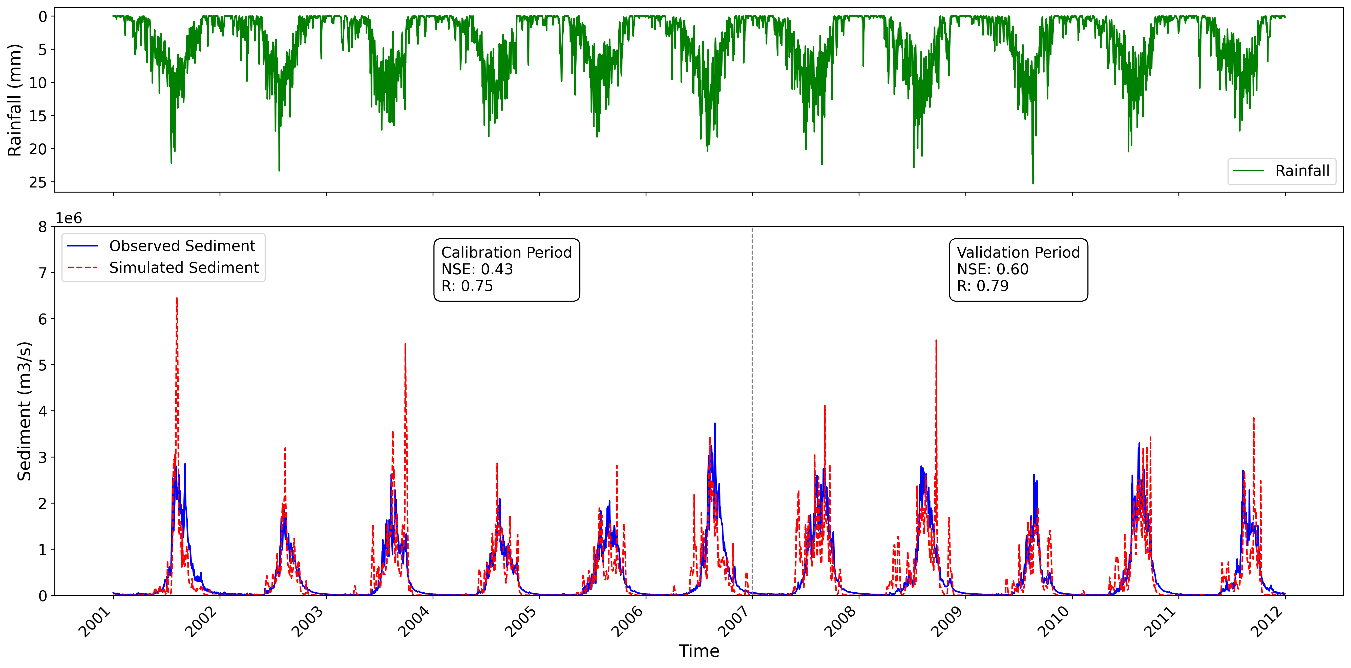 0
5
10
15
20
25
Rainfall (mm)
Rainfall
1e6
8
7
6
5
4
3
2
1
0
Sediment (m3/s)
Observed Sediment
Simulated Sediment
Calibration Period
NSE: 0.43
R: 0.75
Validation Period
NSE: 0.60
R: 0.79
2001
2002
2003
2004
2005
2006
2007
2008
2009
2010
2011
2012
Time